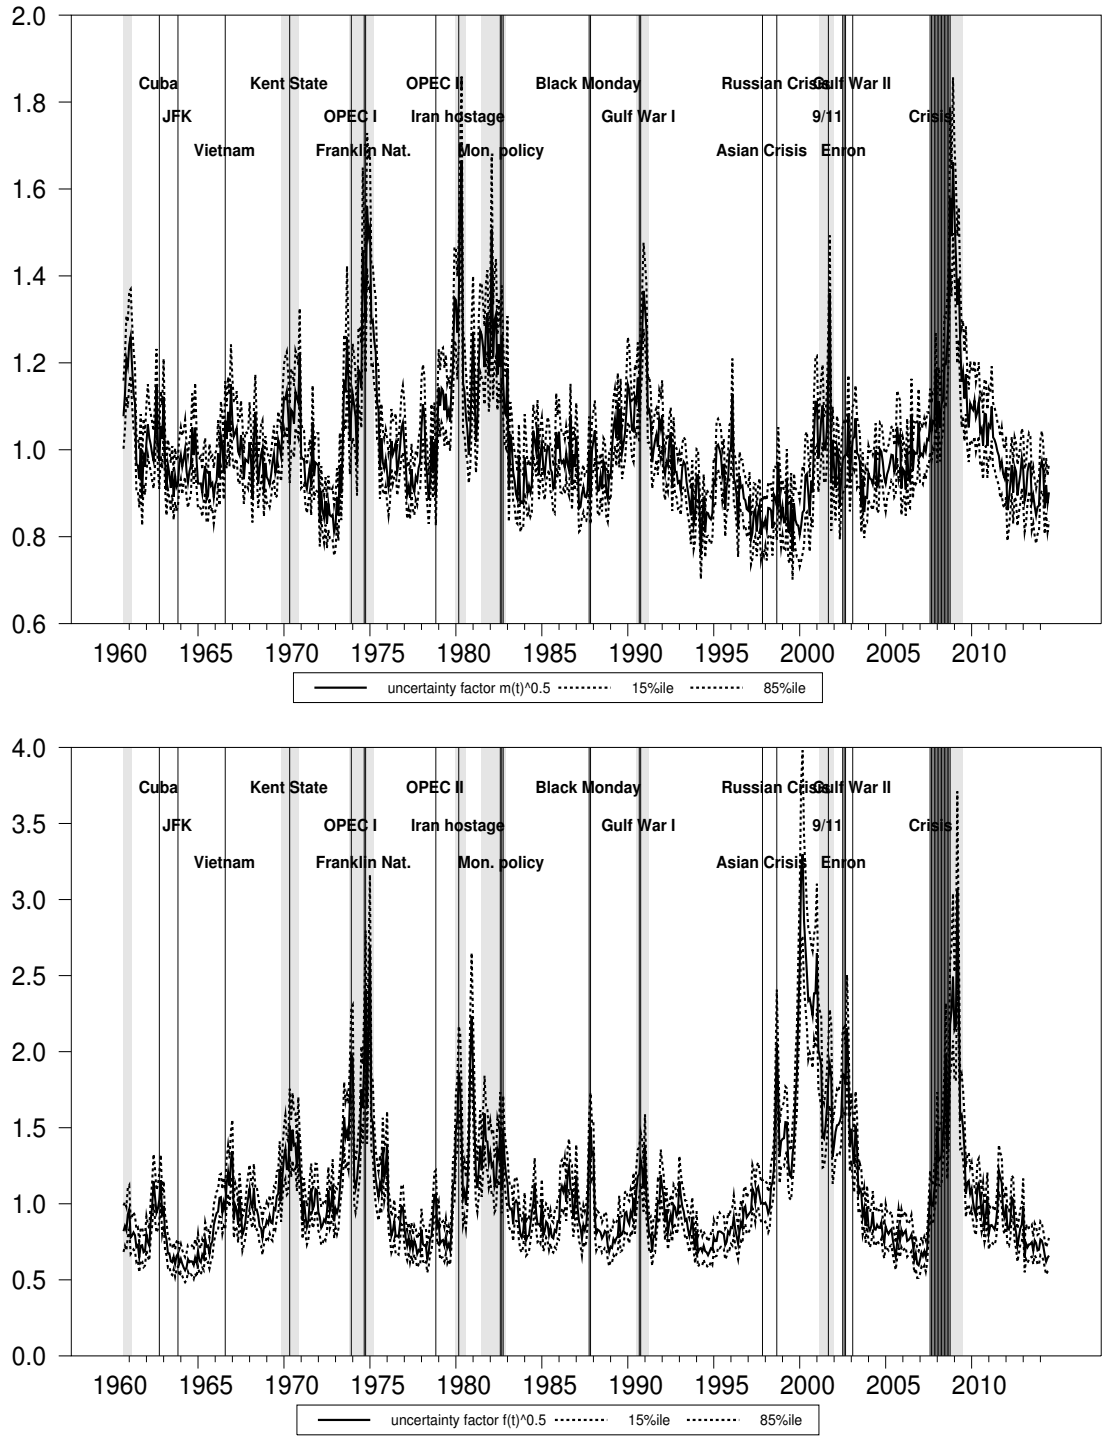 2.0
Cuba Kent State OPEC II Black Monday Russian Crisis Gulf War II
1.8
JFK OPEC I Iran hostage Gulf War I 9/11 Crisis
Vietnam Franklin Nat. Mon. policy Asian Crisis Enron
1.6
1.4
1.2
1.0
0.8
0.6
1960 1965 1970 1975 1980 1985 1990 1995 2000 2005 2010
uncertainty factor m(t)^0.5 15%ile 85%ile
4.0
Cuba Kent State OPEC II Black Monday Russian Crisis Gulf War II
3.5
JFK OPEC I Iran hostage Gulf War I 9/11 Crisis
Vietnam Franklin Nat. Mon. policy Asian Crisis Enron
3.0
2.5
2.0
1.5
1.0
0.5
0.0
1960 1965 1970 1975 1980 1985 1990 1995 2000 2005 2010
uncertainty factor f(t)^0.5 15%ile 85%ile